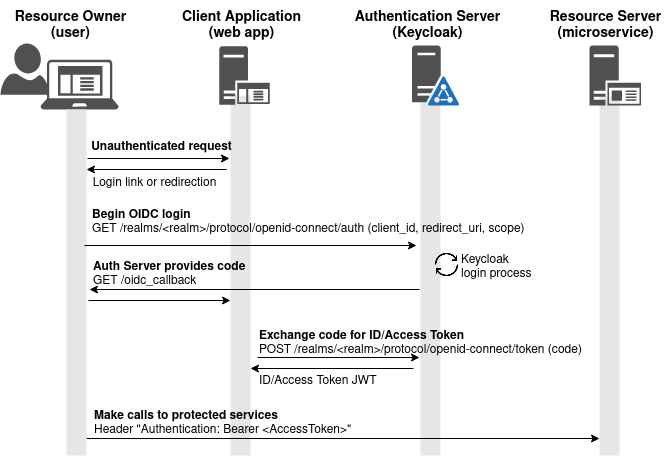 Resource Owner
(user)
Client Application
(web app)
Authentication Server
(Keycloak)
Resource Server
(microservice)
Unauthenticated request
Login link or redirection
Begin OIDC login
GET /realms/<realm>/protocol/openid-connect/auth (client_id, redirect_uri, scope)
Keycloak
login process
Auth Server provides code
GET /oidc_callback
Exchange code for ID/Access Token
POST /realms/<realm>/protocol/openid-connect/token (code)
ID/Access Token JWT
Make calls to protected services
Header "Authentication: Bearer <AccessToken>"